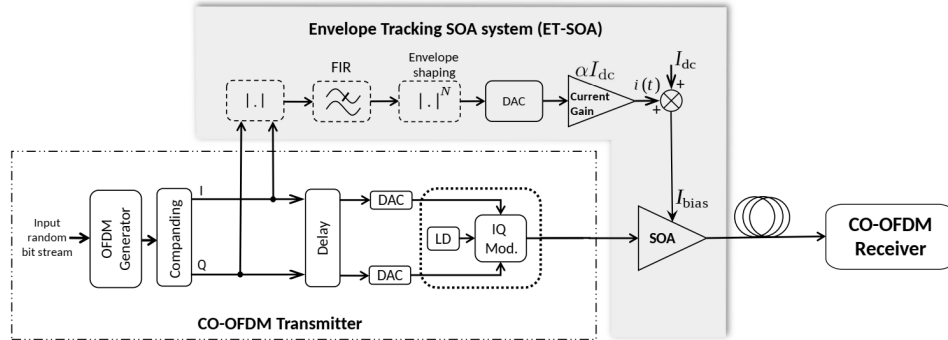 Envelope Tracking SOA system (ET-SOA)
Envelope
shaping
FIR
|.|
|.|^N
DAC
αI_dc
Current
Gain
i(t)
I_dc
+
+
I_bias
Input
random
bit stream
OFDM
Generator
Companding
I
Q
Delay
DAC
DAC
LD
IQ
Mod.
SOA
CO-OFDM
Receiver
CO-OFDM Transmitter